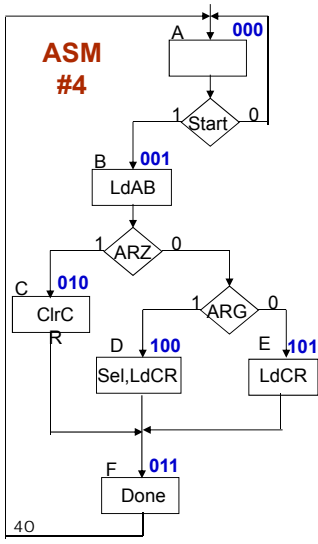 A 000
ASM
#4
1 Start 0
B 001
LdAB
1 ARZ 0
C 010
ClrC
R
1 ARG 0
D 100
Sel,LdCR
E 101
LdCR
F 011
Done
40